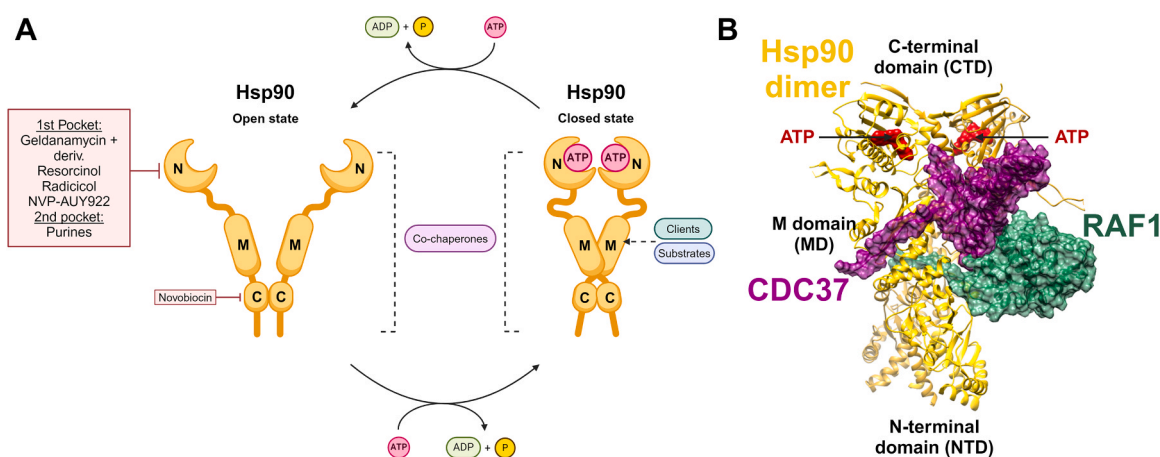 A
ADP + P
ATP
Hsp90
Open state
Hsp90
Closed state
1st Pocket:
Geldanamycin +
deriv.
Resorcinol
Radicicol
NVP-AUY922
2nd pocket:
Purines
N
N
M
M
C
C
Novobiocin
Co-chaperones
N
ATP
ATP
N
M
M
C
C
Clients
Substrates
ATP
ADP + P
B
Hsp90
dimer
C-terminal
domain (CTD)
ATP
ATP
M domain
(MD)
RAF1
CDC37
N-terminal
domain (NTD)